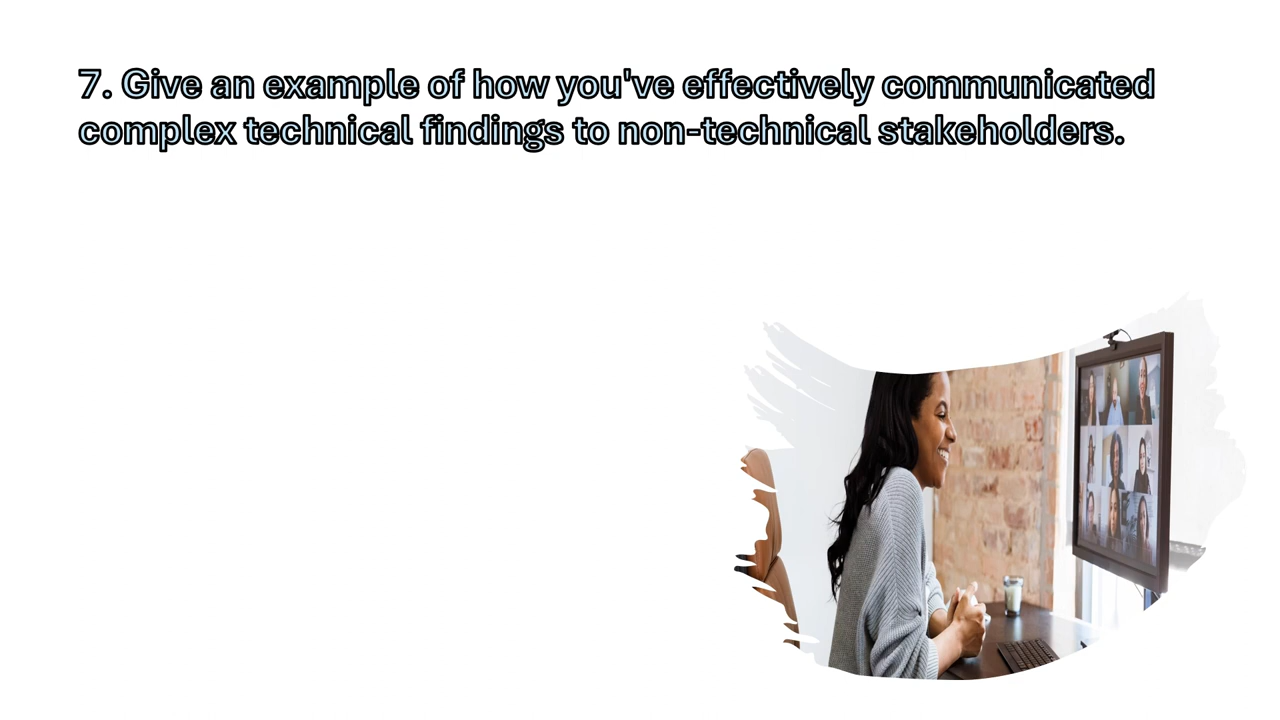 7. Give an example of how you've effectively communicated
complex technical findings to non-technical stakeholders.